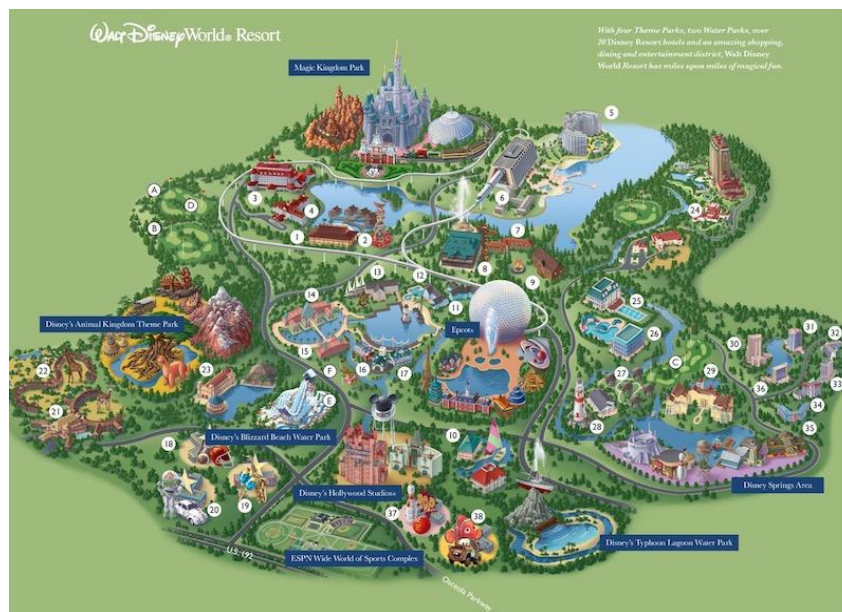 WALT DISNEY World® Resort
With four Theme Parks, two Water Parks, over
20 Disney Resort hotels and an amazing shopping,
dining and entertainment district, Walt Disney
World Resort has miles upon miles of magical fun.
Magic Kingdom Park
5
A
D
3
4
6
24
B
1
2
7
8
9
13
12
14
11
25
Disney's Animal Kingdom Theme Park
Epcot®
26
31
32
15
30
22
23
F
16
17
C
29
27
33
36
E
34
21
28
Disney's Blizzard Beach Water Park
35
18
10
Disney Springs Area
20
19
Disney's Hollywood Studios®
37
38
Disney's Typhoon Lagoon Water Park
U.S. 192
ESPN Wide World of Sports Complex
Osceola Parkway